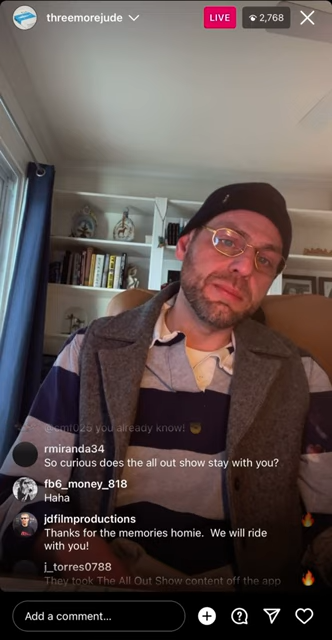 threemorejude
LIVE
2,768
@cmf025 you already know!
rmiranda34
So curious does the all out show stay with you?
fb6_money_818
Haha
jdfilmproductions
Thanks for the memories homie. We will ride
with you!
j_torres0788
They took The All Out Show content off the app
Add a comment...